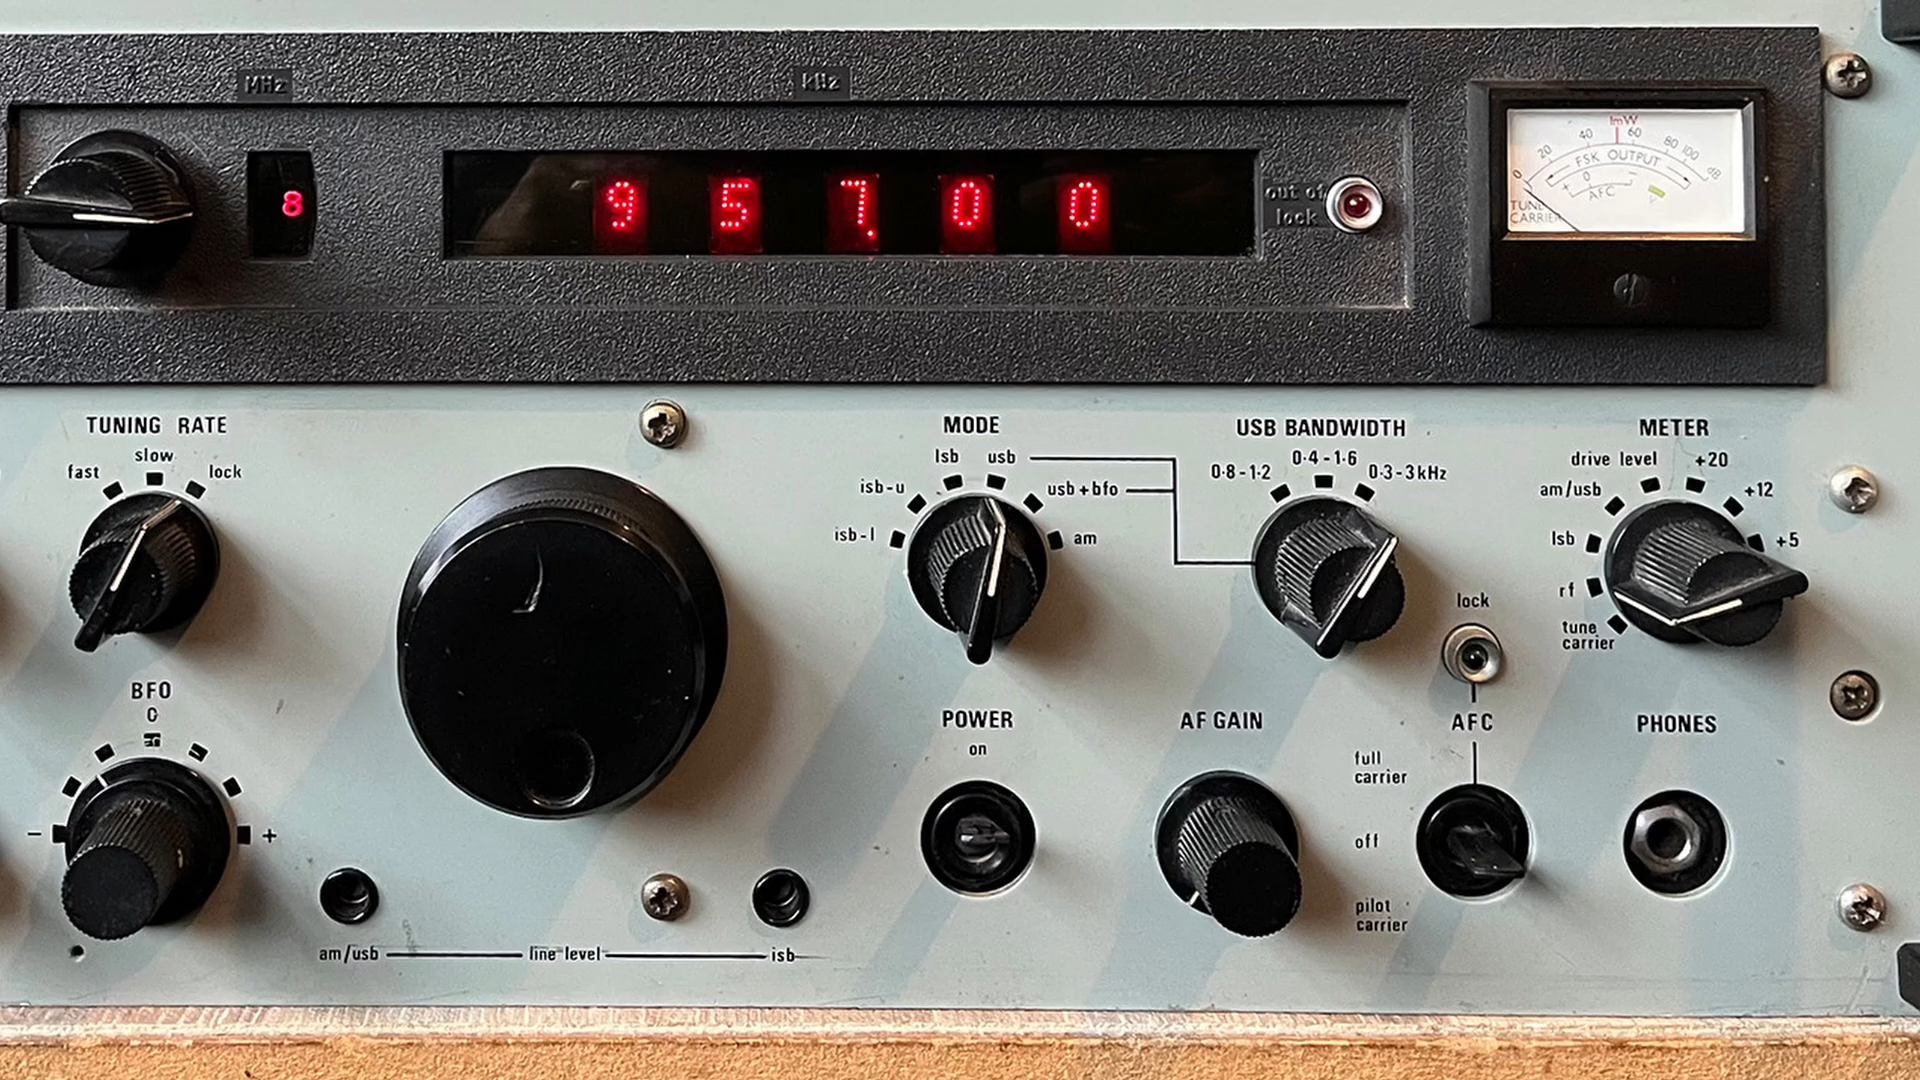 MHz
kHz
8
9 5 7. 0 0
out of
lock
1mW
20 40 60 80 100 dB
FSK OUTPUT
0
+ 0 -
AFC
TUNE
CARRIER
TUNING RATE
fast slow lock
MODE
isb-l isb-u lsb usb usb+bfo am
USB BANDWIDTH
0·8-1·2 0·4-1·6 0·3-3kHz
METER
tune
carrier
rf
lsb
am/usb
drive level
+20
+12
+5
lock
BFO
0
- +
POWER
on
AF GAIN
AFC
full
carrier
off
pilot
carrier
PHONES
am/usb line level isb